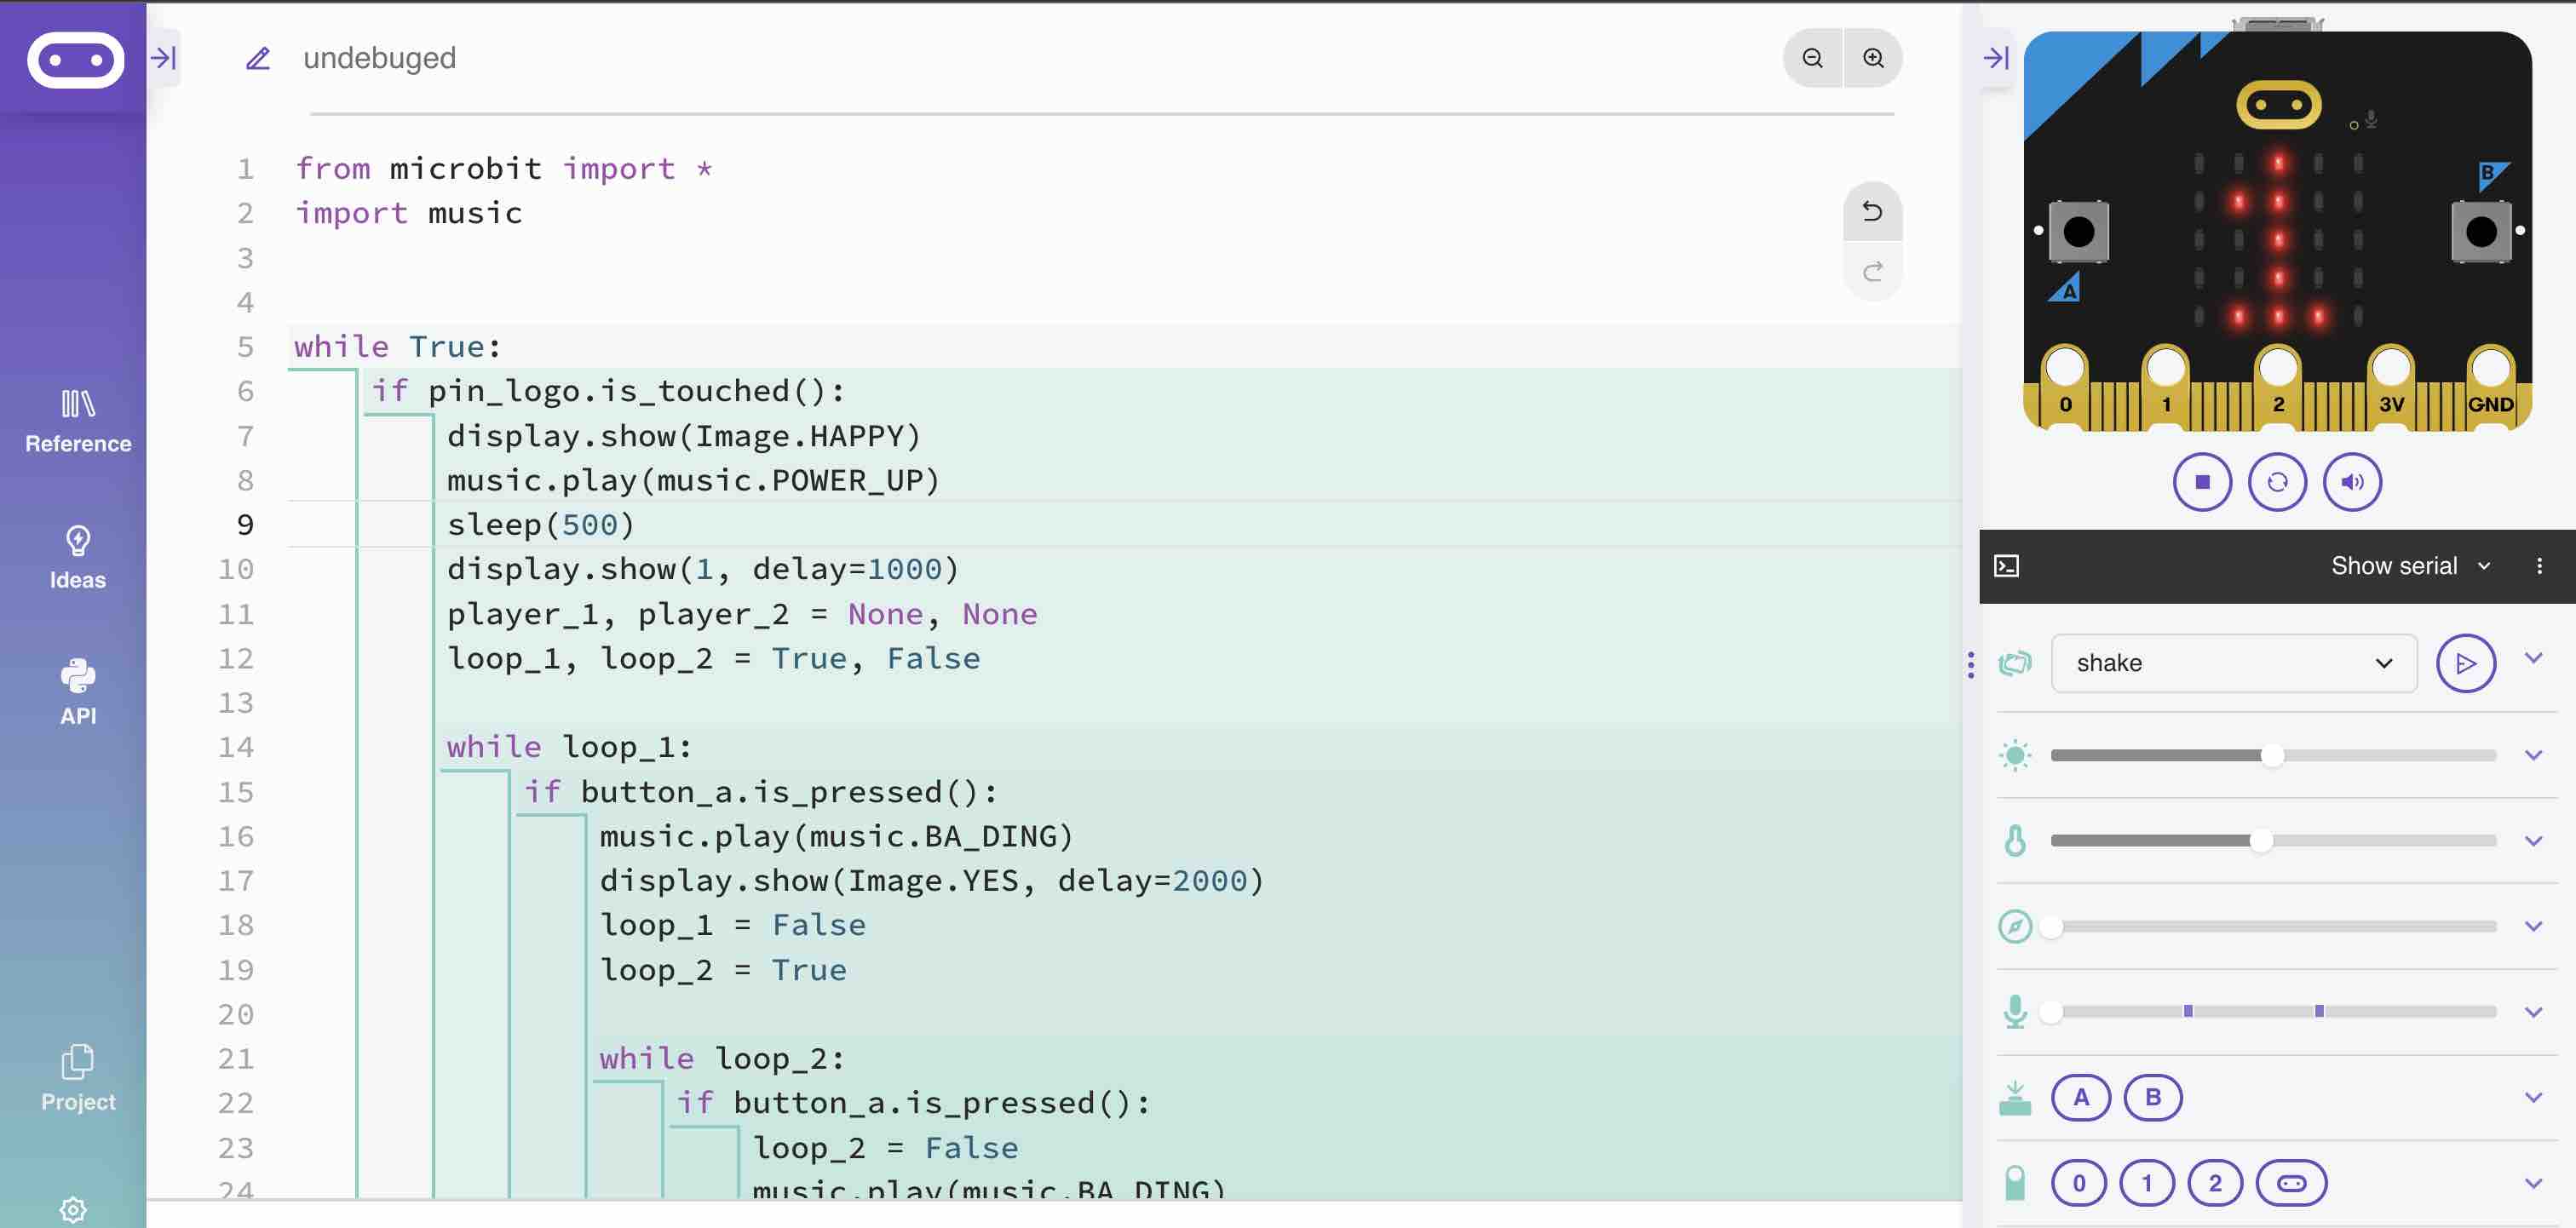 undebuged
1 from microbit import *
2 import music
3
4
5 while True:
6 if pin_logo.is_touched():
7 display.show(Image.HAPPY)
8 music.play(music.POWER_UP)
9 sleep(500)
10 display.show(1, delay=1000)
11 player_1, player_2 = None, None
12 loop_1, loop_2 = True, False
13
14 while loop_1:
15 if button_a.is_pressed():
16 music.play(music.BA_DING)
17 display.show(Image.YES, delay=2000)
18 loop_1 = False
19 loop_2 = True
20
21 while loop_2:
22 if button_a.is_pressed():
23 loop_2 = False
24 music.play(music.BA_DING)
Reference
Ideas
API
Project
B
A
0 1 2 3V GND
Show serial
shake
A B
0 1 2